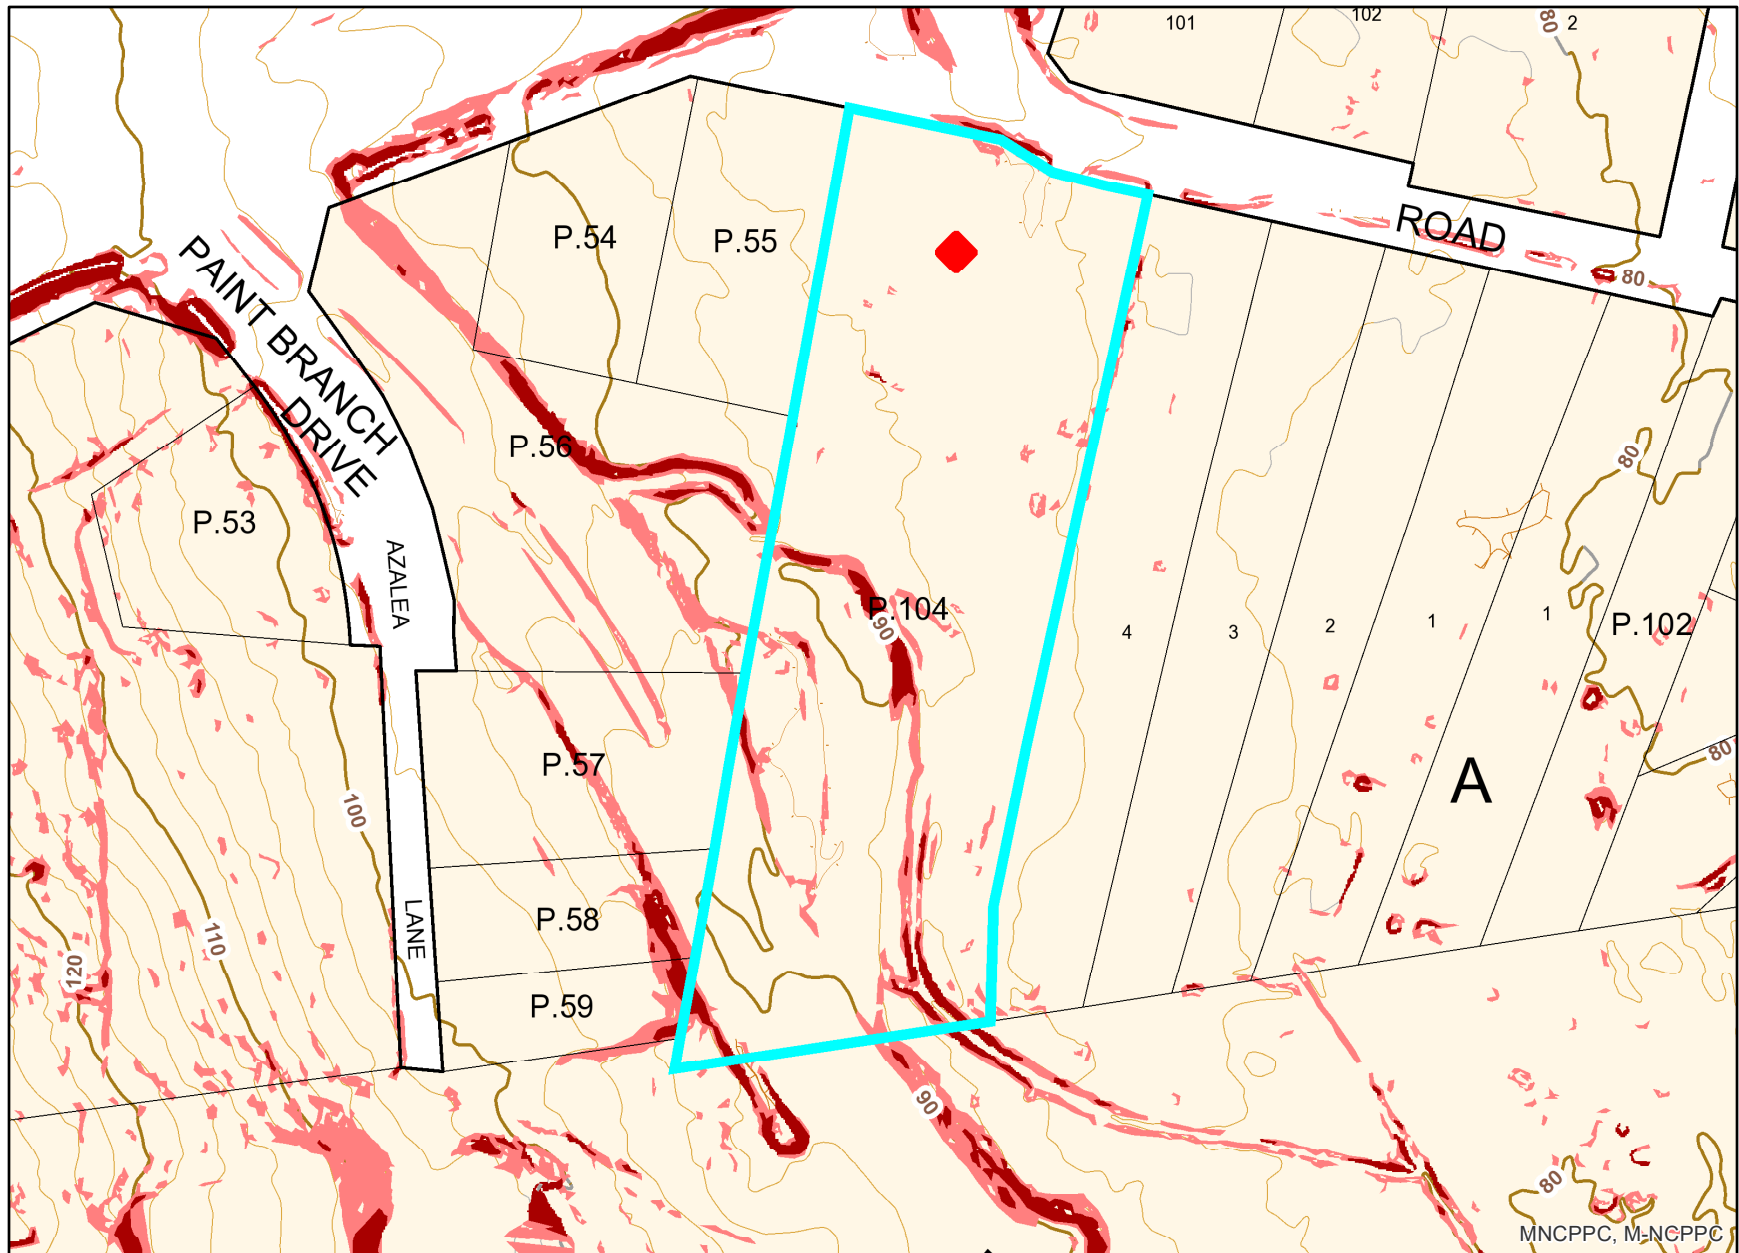 101
102
2
80
ROAD
80
P.54
P.55
PAINT BRANCH
DRIVE
P.56
80
P.53
AZALEA
P.104
90
4
3
2
1
1
P.102
P.57
80
A
100
P.58
LANE
110
120
P.59
90
80
MNCPPC, M-NCPPC